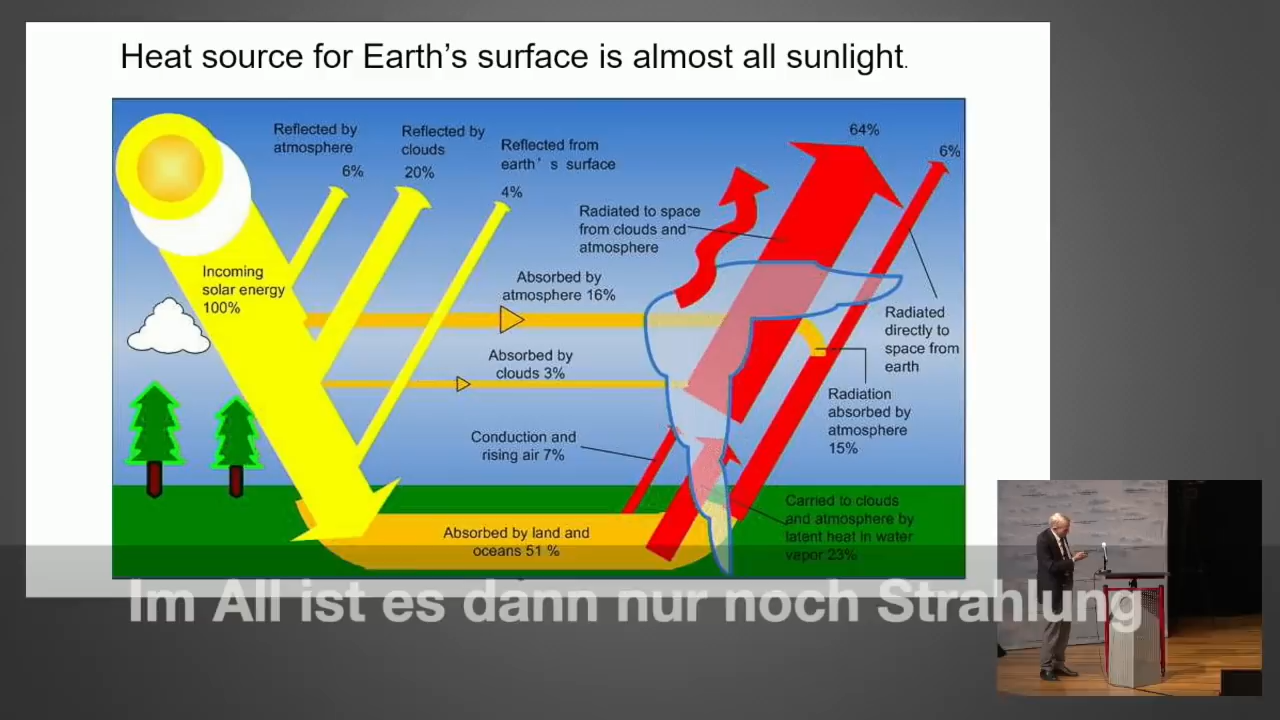 Heat source for Earth’s surface is almost all sunlight.
Reflected by
atmosphere
6%
Reflected by
clouds
20%
Reflected from
earth’ s surface
4%
64%
6%
Radiated to space
from clouds and
atmosphere
Incoming
solar energy
100%
Absorbed by
atmosphere 16%
Absorbed by
clouds 3%
Radiated
directly to
space from
earth
Radiation
absorbed by
atmosphere
15%
Conduction and
rising air 7%
Carried to clouds
and atmosphere by
latent heat in water
vapor 23%
Absorbed by land and
oceans 51 %
Im All ist es dann nur noch Strahlung